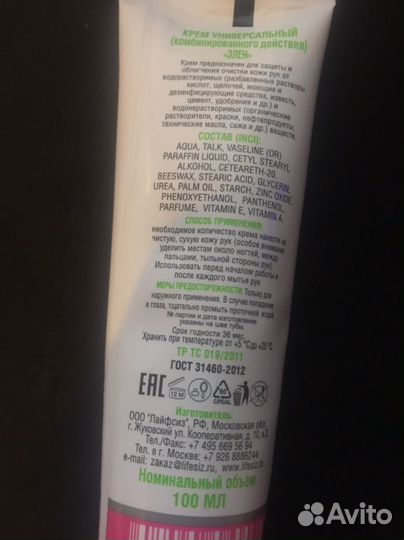 КРЕМ УНИВЕРСАЛЬНЫЙ
(комбинированного действия)
«ЭЛЕН»
Крем предназначен для защиты и
облегчения очистки кожи рук от
водорастворимых (разбавленные растворы
кислот, щелочей, моющие и
дезинфицирующие средства, известь,
цемент, удобрения и др.) и
водонерастворимых (органические
растворители, краски, нефтепродукты,
технические масла, сажа и др.) веществ.
СОСТАВ (INCI):
AQUA, TALK, VASELINE (OR)
PARAFFIN LIQUID, CETYL STEARYL
ALKOHOL, CETEARETH-20,
BEESWAX, STEARIC ACID, GLYCERIN,
UREA, PALM OIL, STARCH, ZINC OXIDE
PHENOXYETHANOL, PANTHENOL,
PARFUME, VITAMIN E, VITAMIN A.
СПОСОБ ПРИМЕНЕНИЯ:
необходимое количество крема нанести на
чистую, сухую кожу рук (особое внимание
уделить местам около ногтей, между
пальцами, тыльной стороны рук).
Использовать перед началом работы и
после каждого мытья рук
МЕРЫ ПРЕДОСТОРОЖНОСТИ: Только для
наружного применения. В случае попадания
в глаза, тщательно промыть проточной водой.
№ партии и дата изготовления
указаны на шве тубы.
Срок годности 36 мес.
Хранить при температуре от +5 °С до +25 °С
ТР ТС 019/2011
ГОСТ 31460-2012
EAC
12 M
90
C/PEAL
Изготовитель:
ООО "Лайфсиз", РФ, Московская обл.
г. Жуковский ул. Кооперативная, д. 10, к.3
Тел./Факс: +7 495 669 56 94
Тел. в г. Москве: +7 926 8886244
e-mail: zakaz@lifesiz.ru, www.lifesiz.ru
Номинальный объем
100 МЛ
Avito